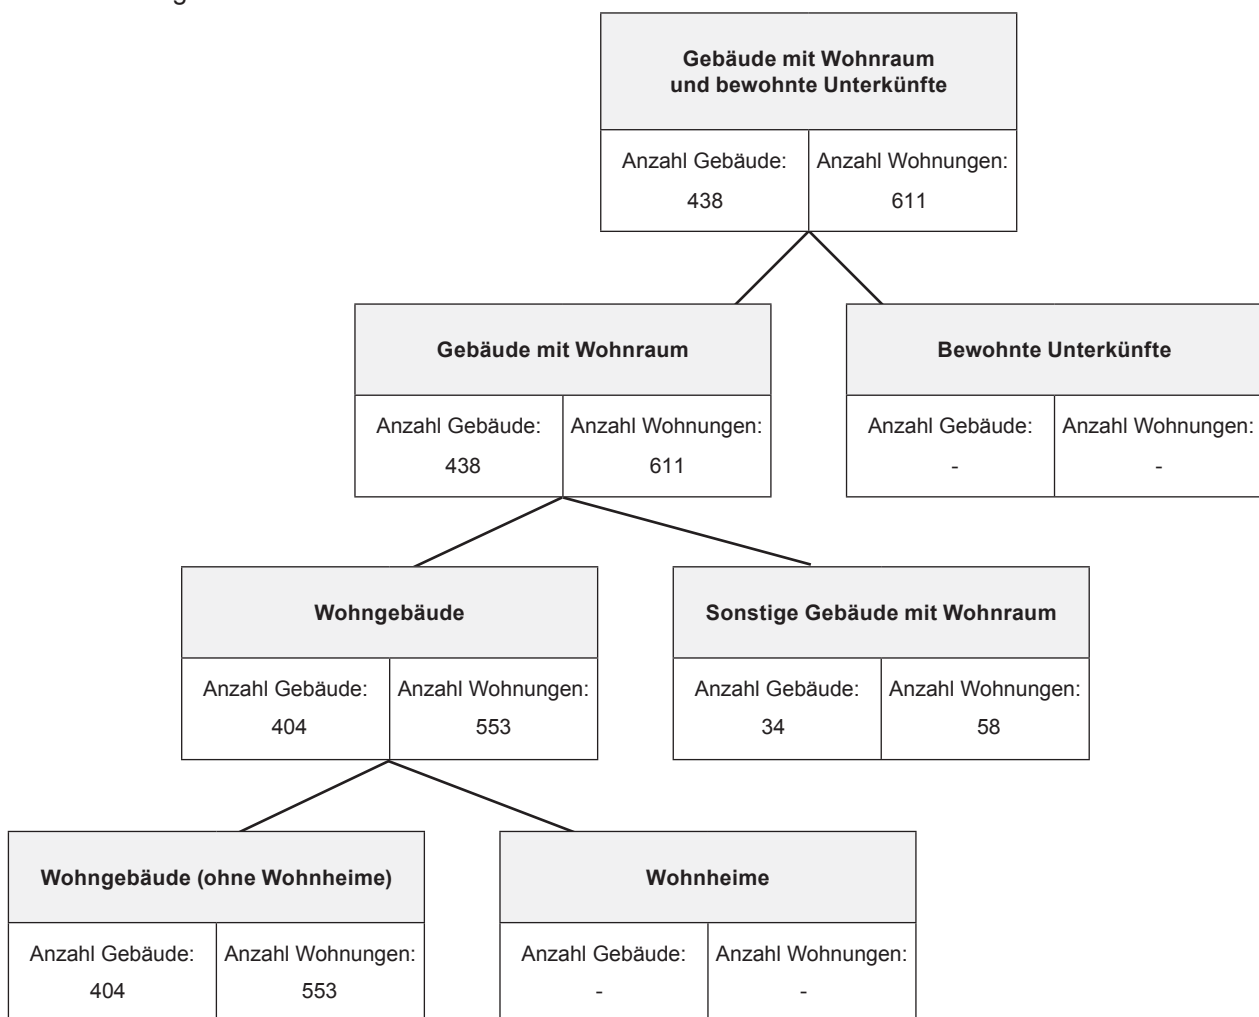 Gebäude mit Wohnraum
und bewohnte Unterkünfte
Anzahl Gebäude: Anzahl Wohnungen:
438 611
Gebäude mit Wohnraum
Anzahl Gebäude: Anzahl Wohnungen:
438 611
Bewohnte Unterkünfte
Anzahl Gebäude: Anzahl Wohnungen:
- -
Wohngebäude
Anzahl Gebäude: Anzahl Wohnungen:
404 553
Sonstige Gebäude mit Wohnraum
Anzahl Gebäude: Anzahl Wohnungen:
34 58
Wohngebäude (ohne Wohnheime)
Anzahl Gebäude: Anzahl Wohnungen:
404 553
Wohnheime
Anzahl Gebäude: Anzahl Wohnungen:
- -